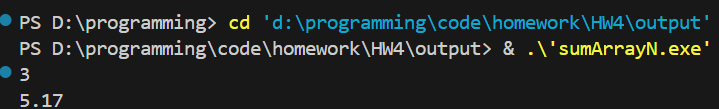 PS D:\programming> cd 'd:\programming\code\homework\HW4\output'
PS D:\programming\code\homework\HW4\output> & .\'sumArrayN.exe'
3
5.17